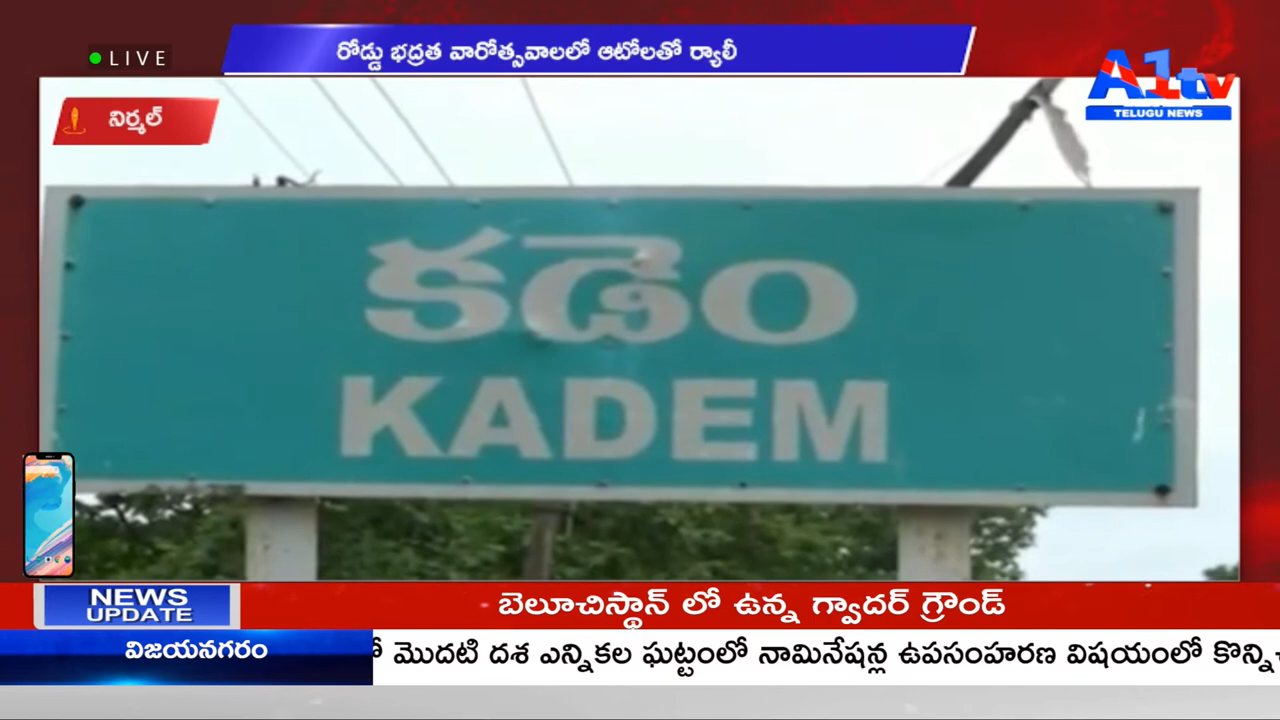 రోడ్డు భద్రత వారోత్సవాలలో ఆటోలతో ర్యాలీ
LIVE
A1tv
TELUGU NEWS
నిర్మల్
కడెం
KADEM
NEWS
UPDATE
బెలూచిస్థాన్ లో ఉన్న గ్వాదర్ గ్రౌండ్
విజయనగరం
మొదటి దశ ఎన్నికల ఘట్టంలో నామినేషన్ల ఉపసంహరణ విషయంలో